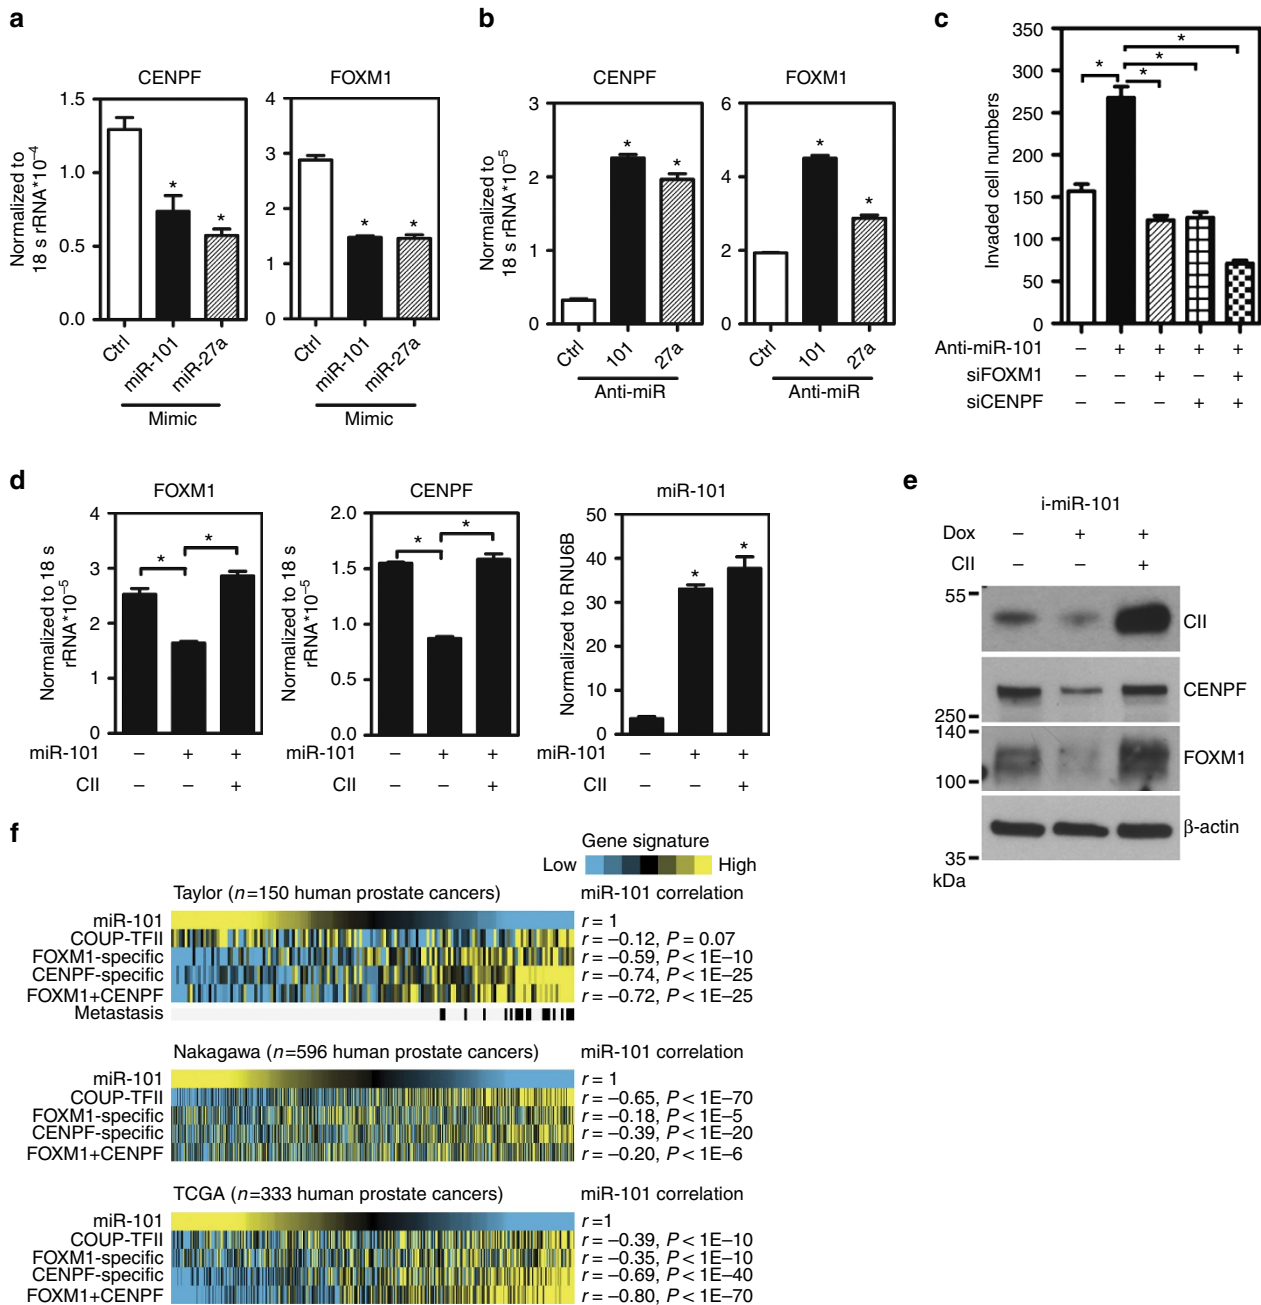 a
CENPF
Normalized to
18 s rRNA*10–4
1.5
1.0
0.5
0.0
Ctrl
miR-101
miR-27a
Mimic
FOXM1
4
3
2
1
0
Ctrl
miR-101
miR-27a
Mimic
b
CENPF
Normalized to
18 s rRNA*10–5
3
2
1
0
* *
Ctrl
101
27a
Anti-miR
FOXM1
6
4
2
0
* *
Ctrl
101
27a
Anti-miR
c
Invaded cell numbers
350
300
250
200
150
100
50
0
* * * *
Anti-miR-101 – + + + +
siFOXM1 – – + – +
siCENPF – – – + +
d
FOXM1
Normalized to 18 s
rRNA*10–5
4
3
2
1
0
* *
miR-101 – + +
CII – – +
CENPF
Normalized to 18 s
rRNA*10–5
2.0
1.5
1.0
0.5
0.0
* *
miR-101 – + +
CII – – +
miR-101
Normalized to RNU6B
50
40
30
20
10
0
* *
miR-101 – + +
CII – – +
e
i-miR-101
Dox – + +
CII – – +
55
CII
CENPF
250
140
FOXM1
100
β-actin
35
kDa
f
Gene signature
Low High
Taylor (n=150 human prostate cancers) miR-101 correlation
miR-101 r = 1
COUP-TFII r = –0.12, P = 0.07
FOXM1-specific r = –0.59, P < 1E–10
CENPF-specific r = –0.74, P < 1E–25
FOXM1+CENPF r = –0.72, P < 1E–25
Metastasis
Nakagawa (n=596 human prostate cancers) miR-101 correlation
miR-101 r = 1
COUP-TFII r = –0.65, P < 1E–70
FOXM1-specific r = –0.18, P < 1E–5
CENPF-specific r = –0.39, P < 1E–20
FOXM1+CENPF r = –0.20, P < 1E–6
TCGA (n=333 human prostate cancers) miR-101 correlation
miR-101 r =1
COUP-TFII r = –0.39, P < 1E–10
FOXM1-specific r = –0.35, P < 1E–10
CENPF-specific r = –0.69, P < 1E–40
FOXM1+CENPF r = –0.80, P < 1E–70